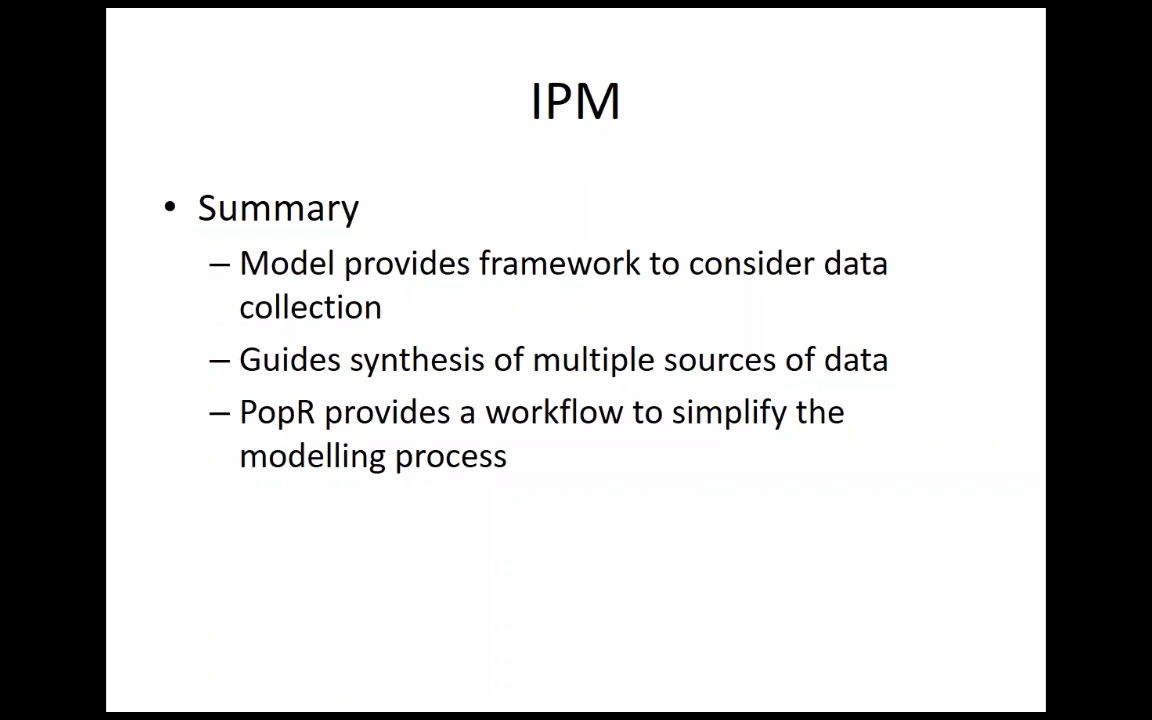 IPM
• Summary
– Model provides framework to consider data
collection
– Guides synthesis of multiple sources of data
– PopR provides a workflow to simplify the
modelling process